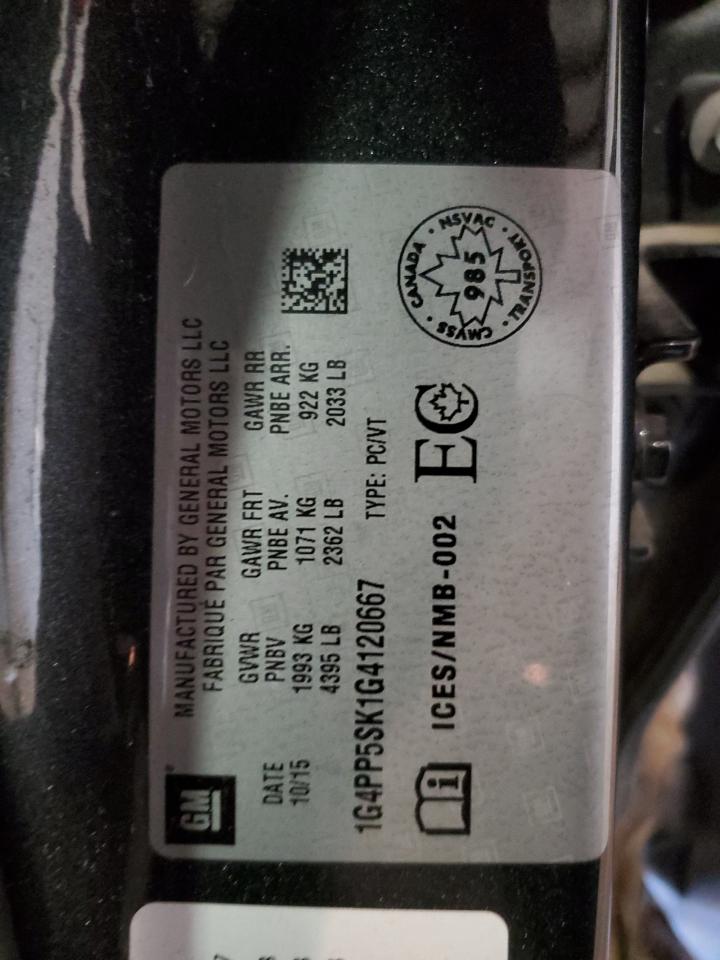 GM
MANUFACTURED BY GENERAL MOTORS LLC
FABRIQUÉ PAR GENERAL MOTORS LLC
DATE GVWR GAWR FRT GAWR RR
10/15 PNBV PNBE AV. PNBE ARR.
1993 KG 1071 KG 922 KG
4395 LB 2362 LB 2033 LB
1G4PP5SK1G4120667 TYPE: PC/VT
ICES/NMB-002 EC
CANADA · NSVAC · TRANSPORT · CMVSS
985